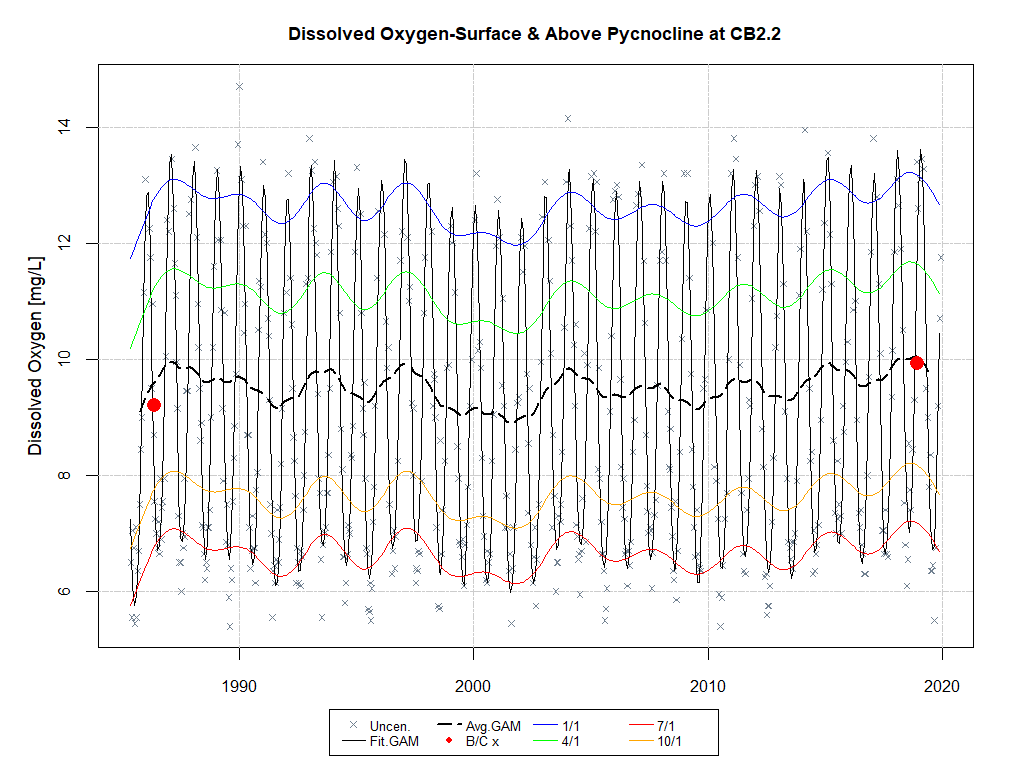 Dissolved Oxygen-Surface & Above Pycnocline at CB2.2
Dissolved Oxygen [mg/L]
14
12
10
8
6
1990 2000 2010 2020
Uncen. Avg.GAM 1/1 7/1
Fit.GAM B/C x 4/1 10/1